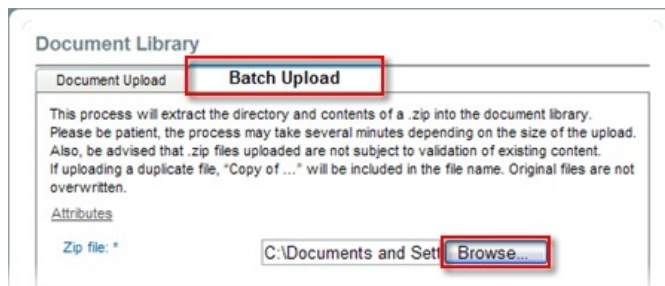 Document Library
Document Upload
Batch Upload
This process will extract the directory and contents of a .zip into the document library.
Please be patient, the process may take several minutes depending on the size of the upload.
Also, be advised that .zip files uploaded are not subject to validation of existing content.
If uploading a duplicate file, "Copy of ..." will be included in the file name. Original files are not
overwritten.
Attributes
Zip file: *
C:\Documents and Sett
Browse...